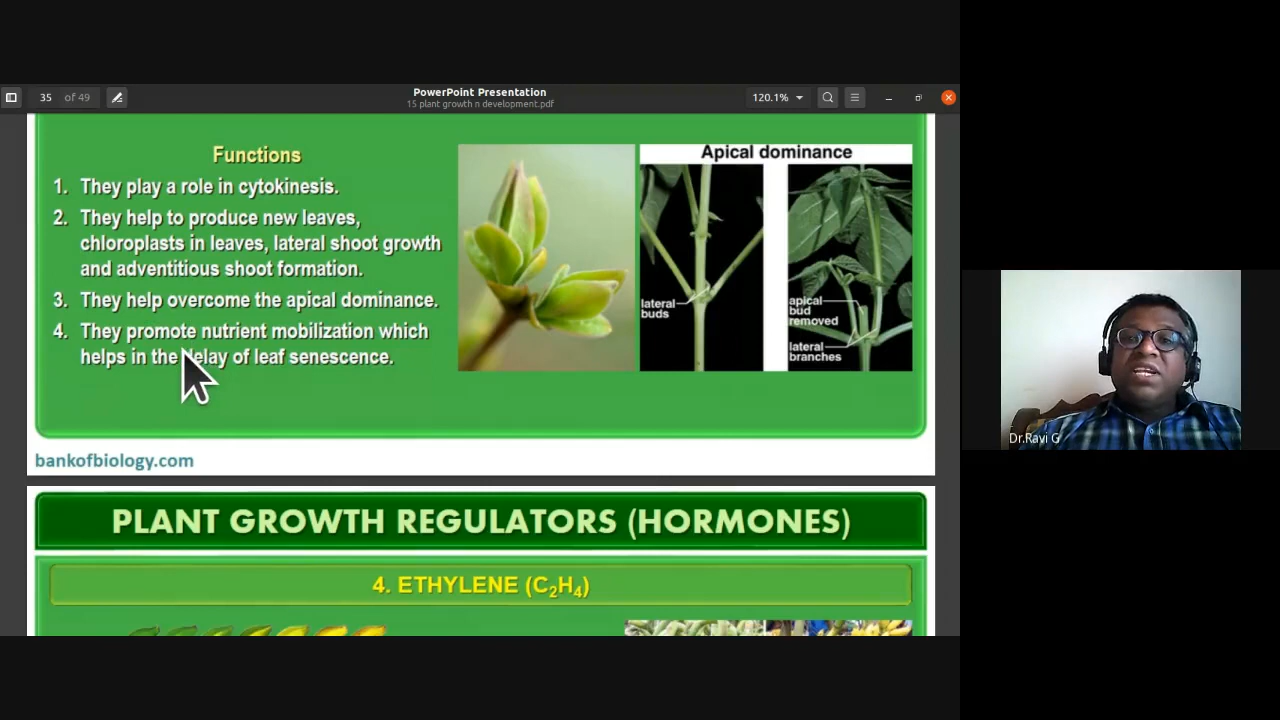 PowerPoint Presentation
35 of 49
120.1%
15 plant growth n development.pdf
Functions
1. They play a role in cytokinesis.
2. They help to produce new leaves,
chloroplasts in leaves, lateral shoot growth
and adventitious shoot formation.
3. They help overcome the apical dominance.
4. They promote nutrient mobilization which
helps in the delay of leaf senescence.
Apical dominance
lateral
buds
apical
bud
removed
lateral
branches
bankofbiology.com
PLANT GROWTH REGULATORS (HORMONES)
4. ETHYLENE (C₂H₄)
Dr.Ravi G